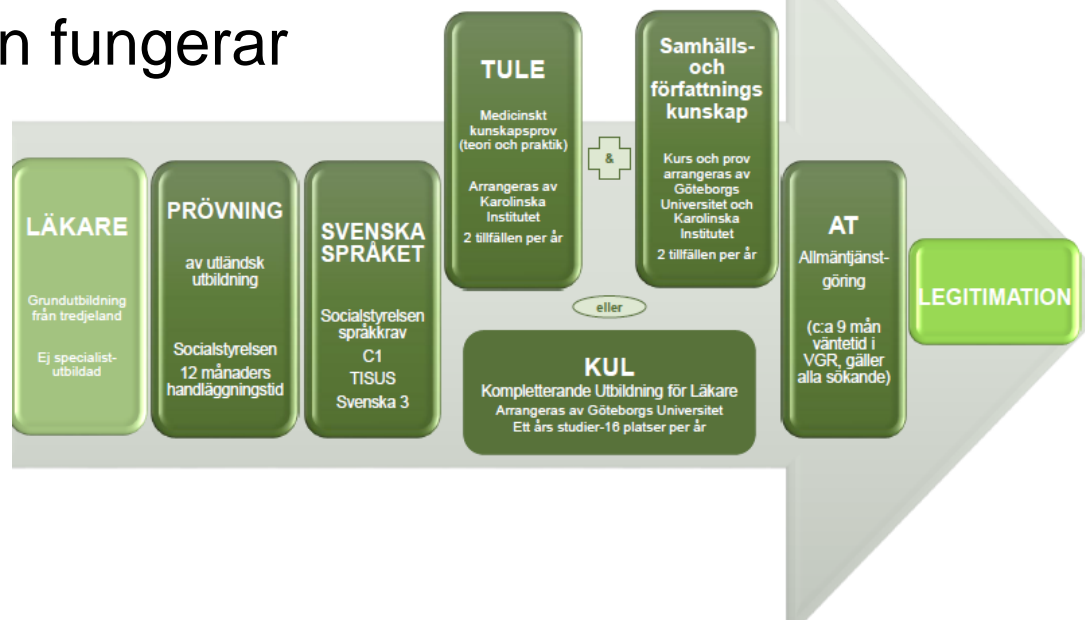 n fungerar
LÄKARE
Grundutbildning
från tredjeland
Ej specialist-
utbildad
PRÖVNING
av utländsk
utbildning
Socialstyrelsen
12 månaders
handläggningstid
SVENSKA
SPRÅKET
Socialstyrelsen
språkkrav
C1
TISUS
Svenska 3
TULE
Medicinskt
kunskapsprov
(teori och praktik)
Arrangeras av
Karolinska
Institutet
2 tillfällen per år
&
Samhälls-
och
författnings
kunskap
Kurs och prov
arrangeras av
Göteborgs
Universitet och
Karolinska
Institutet
2 tillfällen per år
eller
KUL
Kompletterande Utbildning för Läkare
Arrangeras av Göteborgs Universitet
Ett års studier-16 platser per år
AT
Allmäntjänst-
göring
(c:a 9 mån
väntetid i
VGR, gäller
alla sökande)
LEGITIMATION